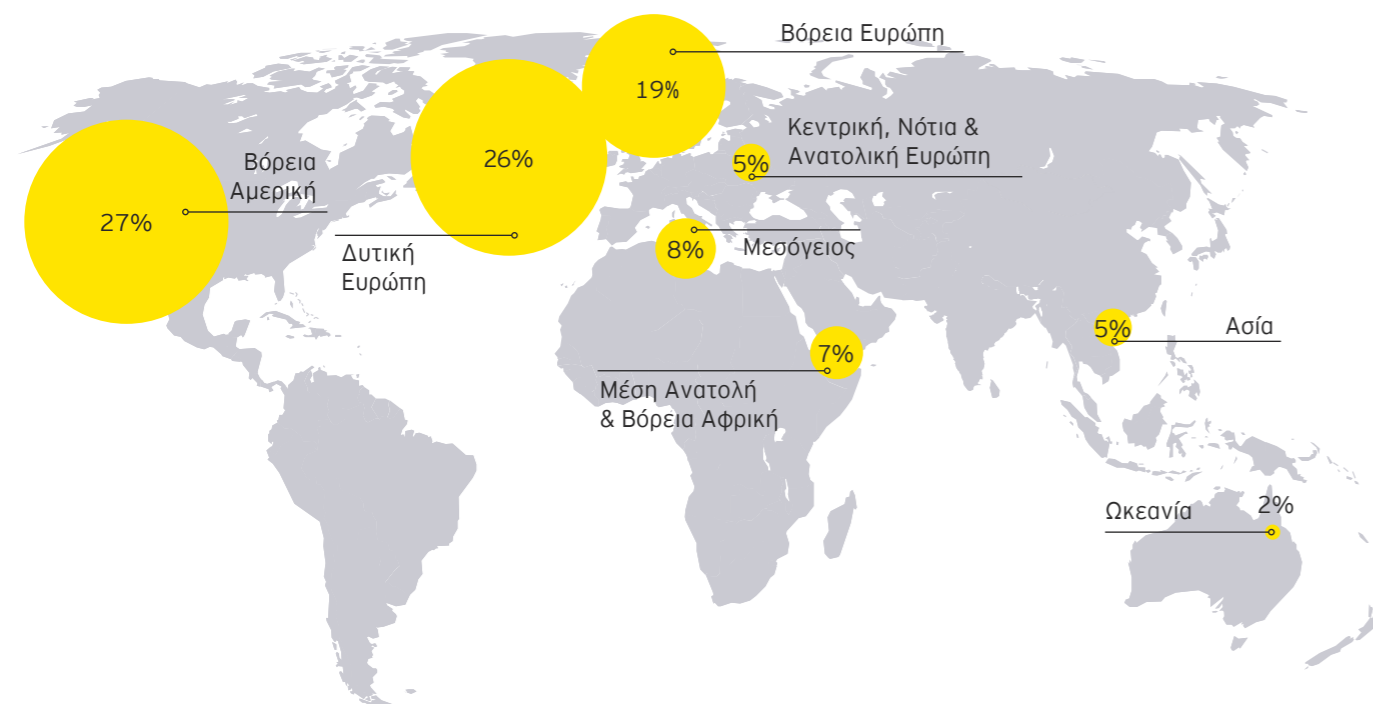 Βόρεια Ευρώπη
19%
Κεντρική, Νότια &
Ανατολική Ευρώπη
5%
26%
Βόρεια
Αμερική
27%
Δυτική
Ευρώπη
Μεσόγειος
8%
Ασία
5%
7%
Μέση Ανατολή
& Βόρεια Αφρική
2%
Ωκεανία